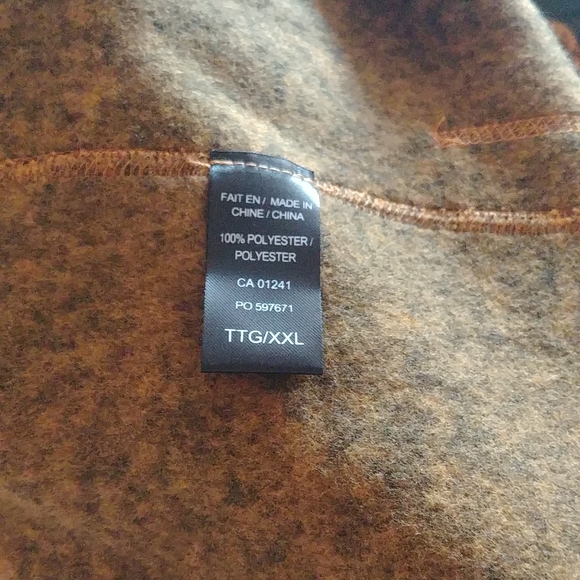 FAIT EN / MADE IN
CHINE / CHINA
100% POLYESTER /
POLYESTER
CA 01241
PO 597671
TTG/XXL